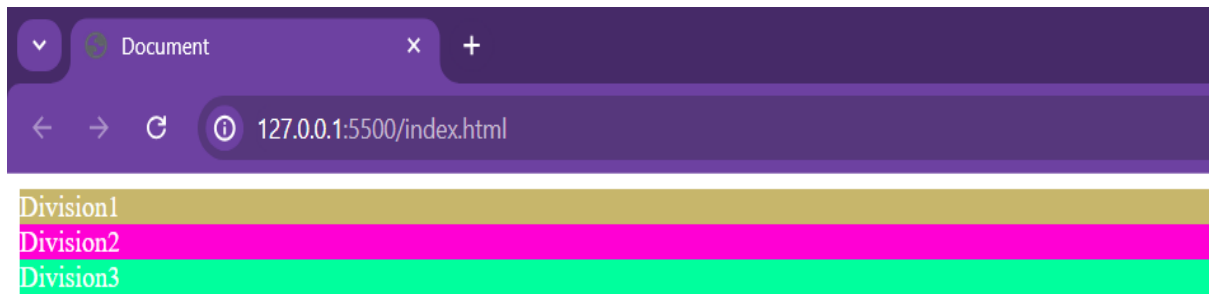 Document
127.0.0.1:5500/index.html
Division1
Division2
Division3